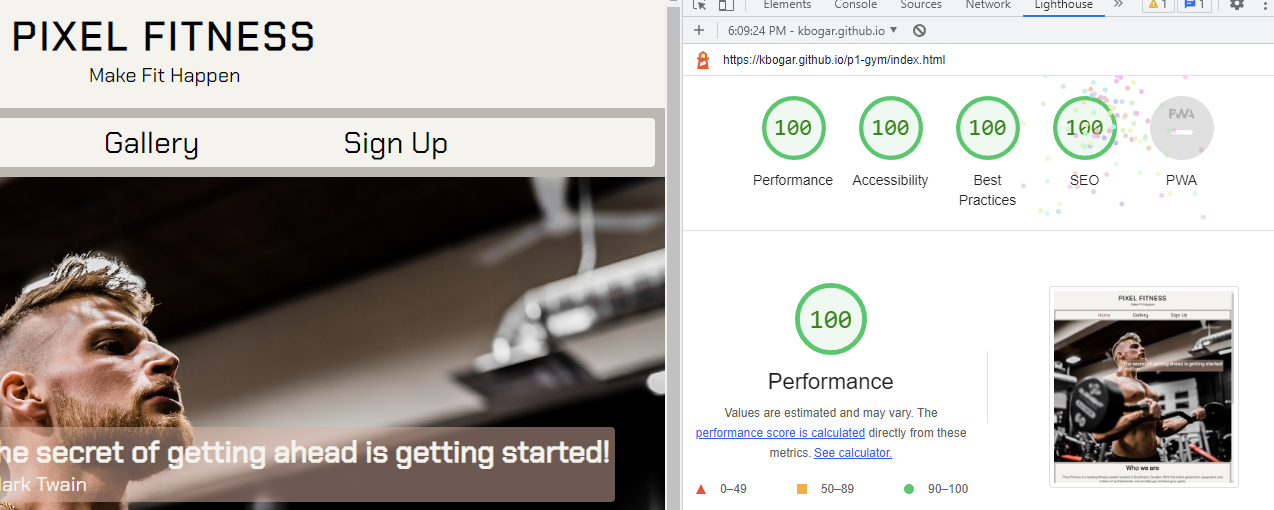 PIXEL FITNESS
Make Fit Happen
Gallery
Sign Up
he secret of getting ahead is getting started!
ark Twain
Elements Console Sources Network Lighthouse » 1 1
6:09:24 PM - kbogar.github.io
https://kbogar.github.io/p1-gym/index.html
100 100 100 100 PWA
Performance Accessibility Best Practices SEO PWA
100
Performance
Values are estimated and may vary. The
performance score is calculated directly from these
metrics. See calculator.
0–49 50–89 90–100
PIXEL FITNESS
Make Fit Happen
Home Gallery Sign Up
The secret of getting ahead is getting started!
Who we are